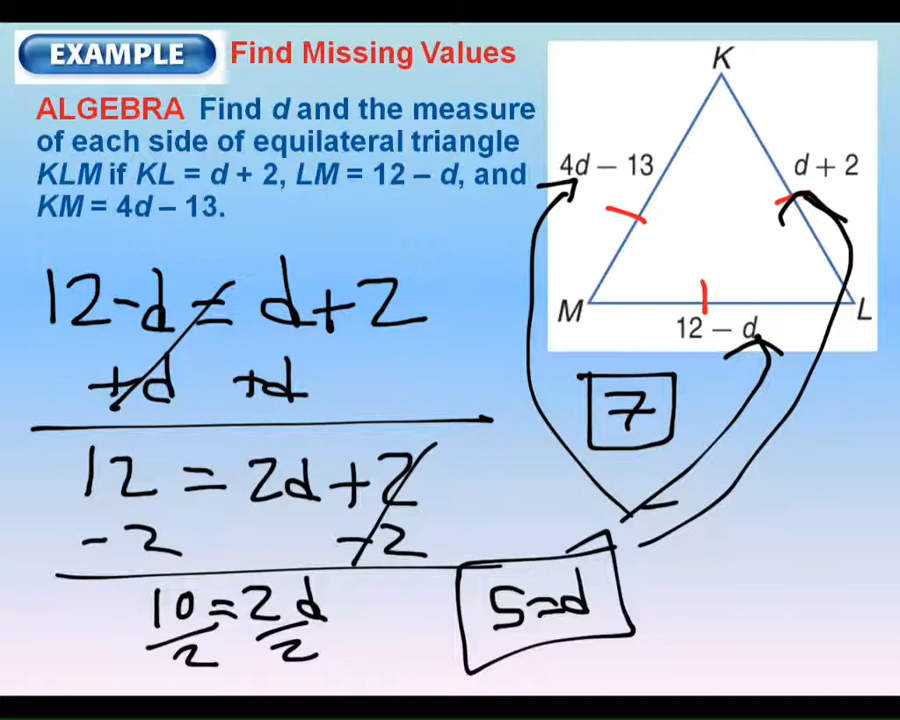 EXAMPLE Find Missing Values
ALGEBRA Find d and the measure
of each side of equilateral triangle
KLM if KL = d + 2, LM = 12 – d, and
KM = 4d – 13.
K
4d – 13
d + 2
M
L
12 – d
12-d = d+2
+d +d
12 = 2d+2
-2 -2
10 = 2d
2 2
5=d
7